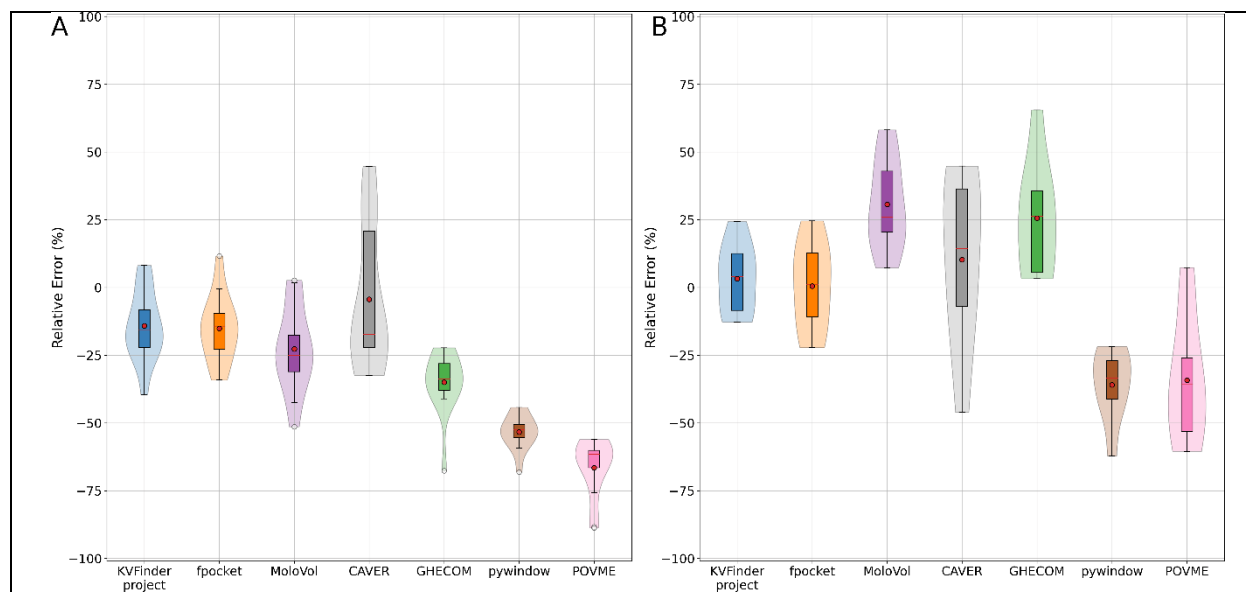 A
100
75
50
25
0
−25
−50
−75
−100
Relative Error (%)
KVFinder
project
fpocket
MoloVol
CAVER
GHECOM
pywindow
POVME
B
100
75
50
25
0
−25
−50
−75
−100
Relative Error (%)
KVFinder
project
fpocket
MoloVol
CAVER
GHECOM
pywindow
POVME